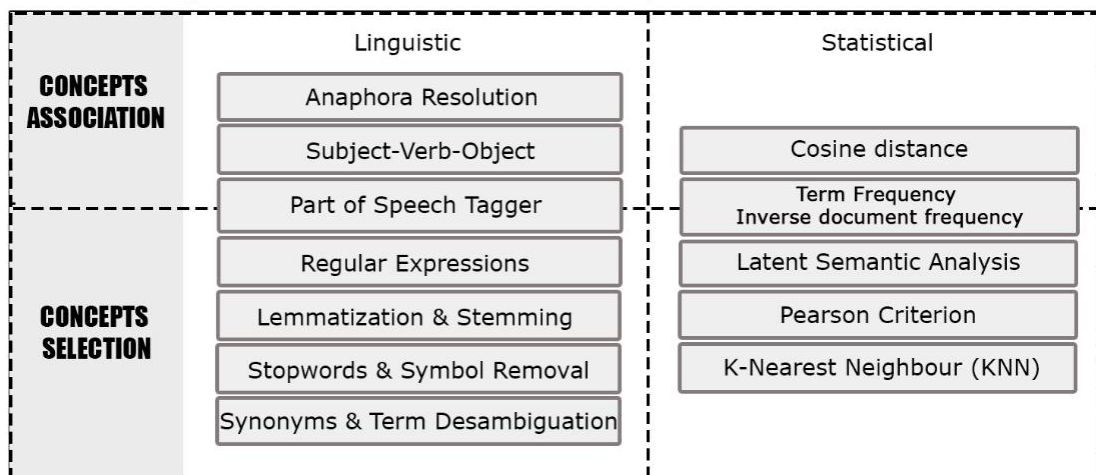 Linguistic
Statistical
CONCEPTS
ASSOCIATION
Anaphora Resolution
Subject-Verb-Object
Part of Speech Tagger
Cosine distance
Term Frequency
Inverse document frequency
CONCEPTS
SELECTION
Regular Expressions
Lemmatization & Stemming
Stopwords & Symbol Removal
Synonyms & Term Desambiguation
Latent Semantic Analysis
Pearson Criterion
K-Nearest Neighbour (KNN)